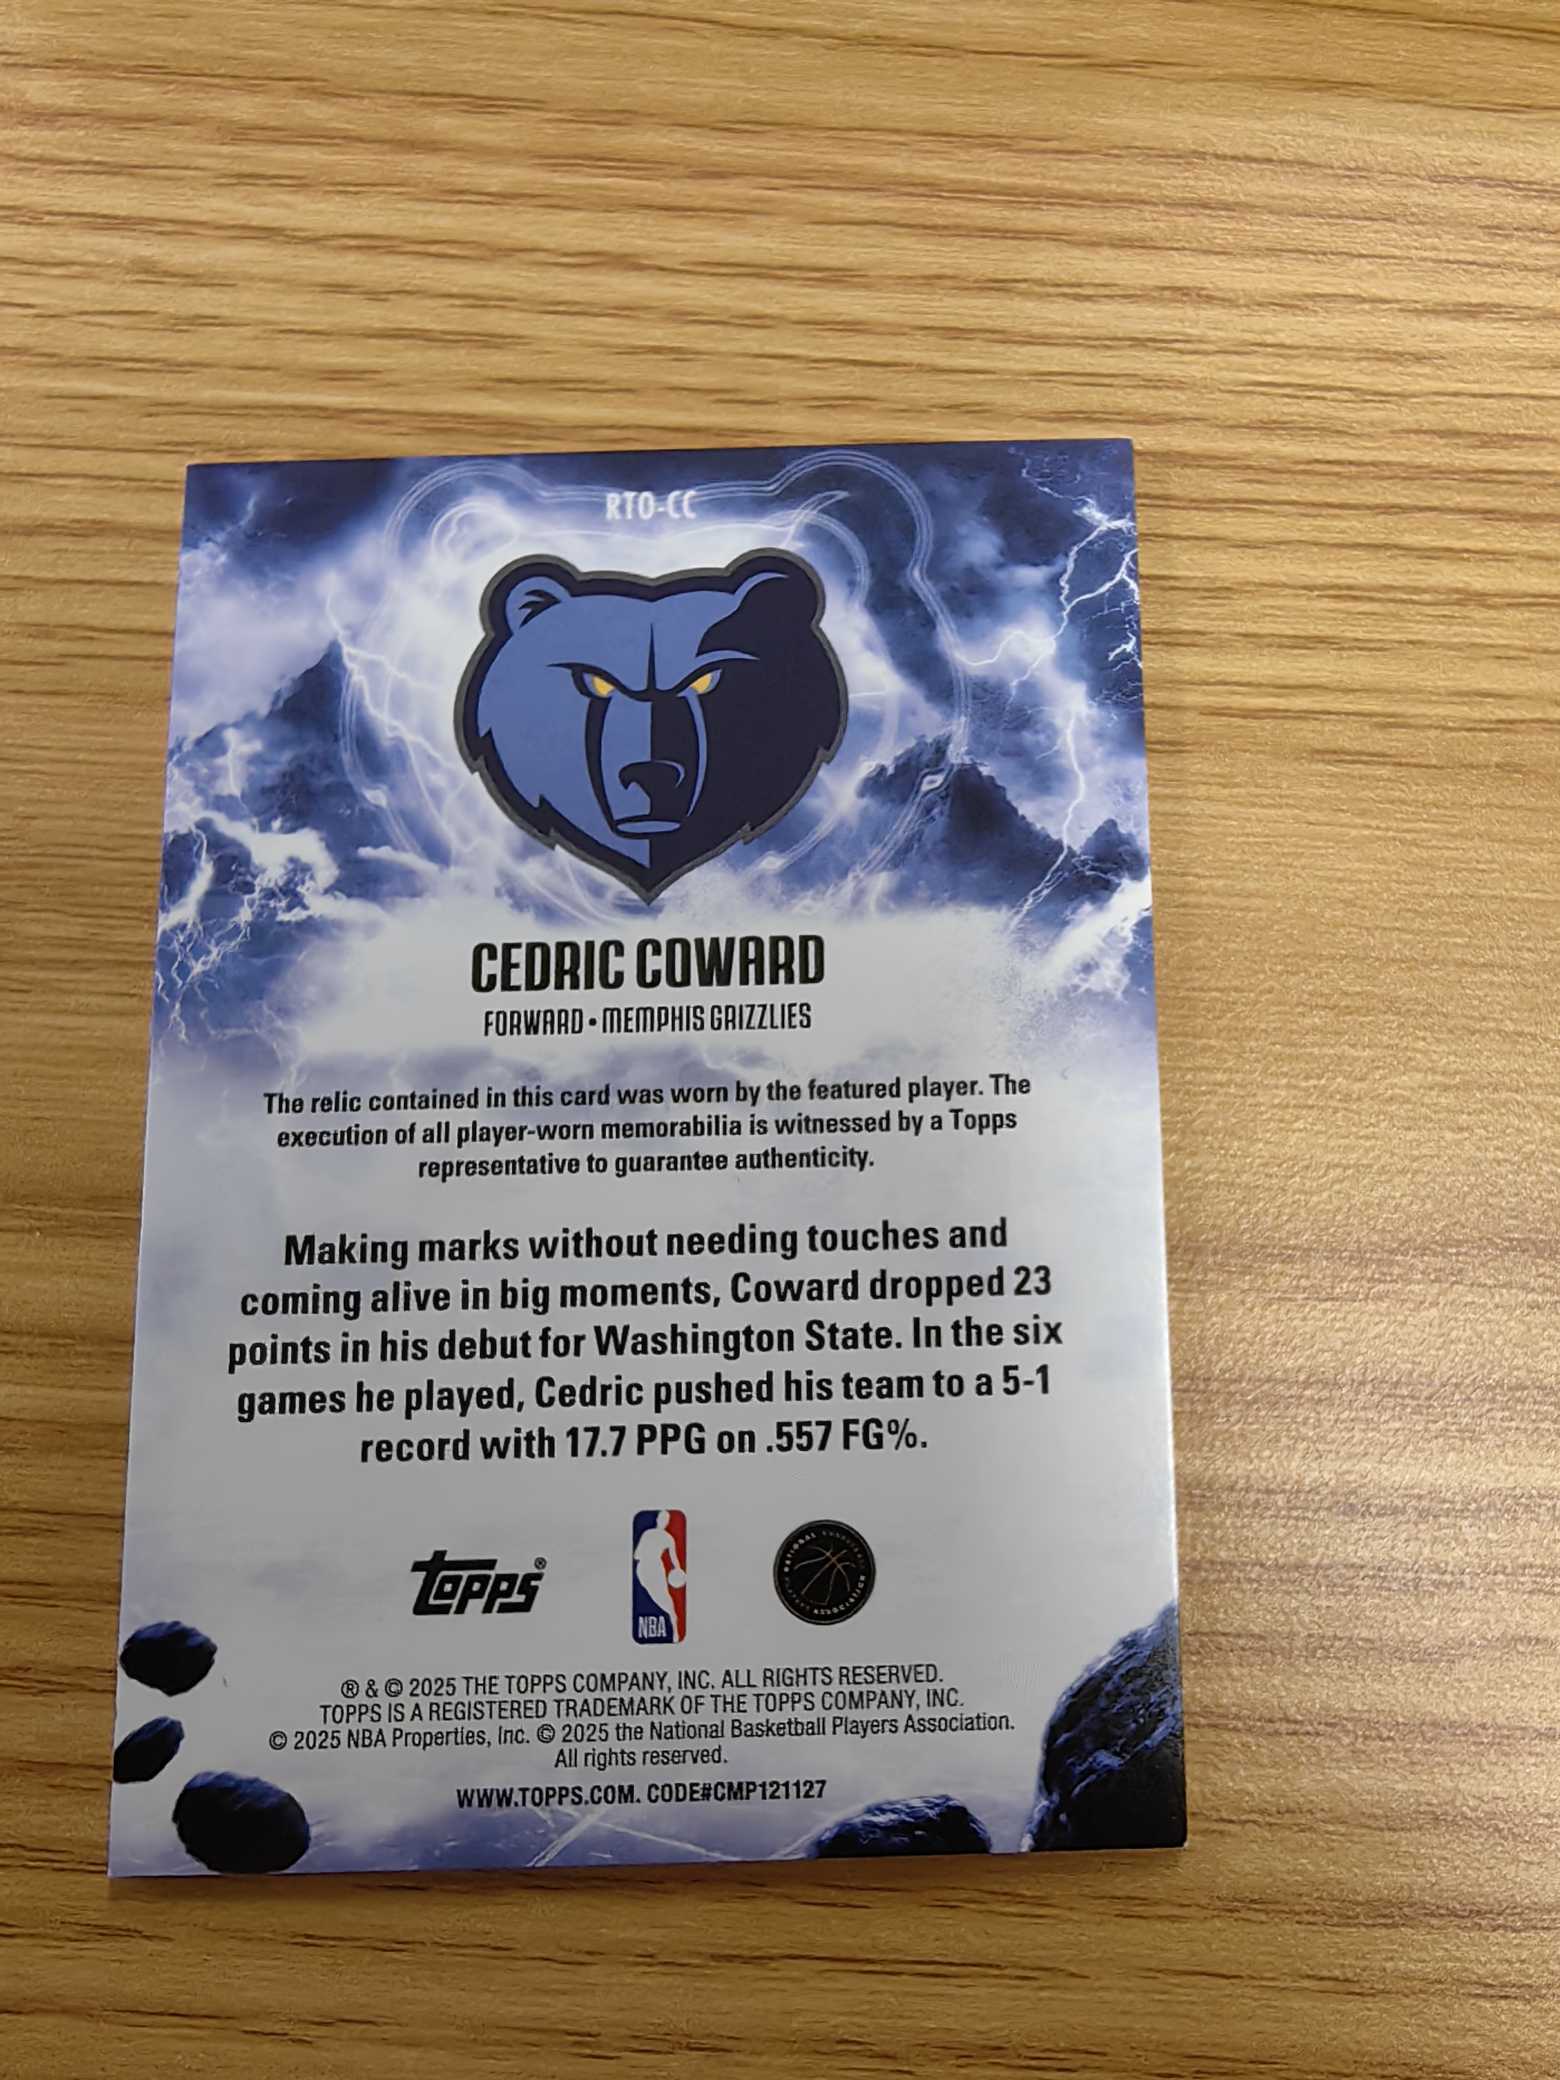 RTO-CC
CEDRIC COWARD
FORWARD • MEMPHIS GRIZZLIES
The relic contained in this card was worn by the featured player. The
execution of all player-worn memorabilia is witnessed by a Topps
representative to guarantee authenticity.
Making marks without needing touches and
coming alive in big moments, Coward dropped 23
points in his debut for Washington State. In the six
games he played, Cedric pushed his team to a 5-1
record with 17.7 PPG on .557 FG%.
Topps®
NBA
NATIONAL BASKETBALL PLAYERS ASSOCIATION
® & © 2025 THE TOPPS COMPANY, INC. ALL RIGHTS RESERVED.
TOPPS IS A REGISTERED TRADEMARK OF THE TOPPS COMPANY, INC.
© 2025 NBA Properties, Inc. © 2025 the National Basketball Players Association.
All rights reserved.
WWW.TOPPS.COM. CODE#CMP121127